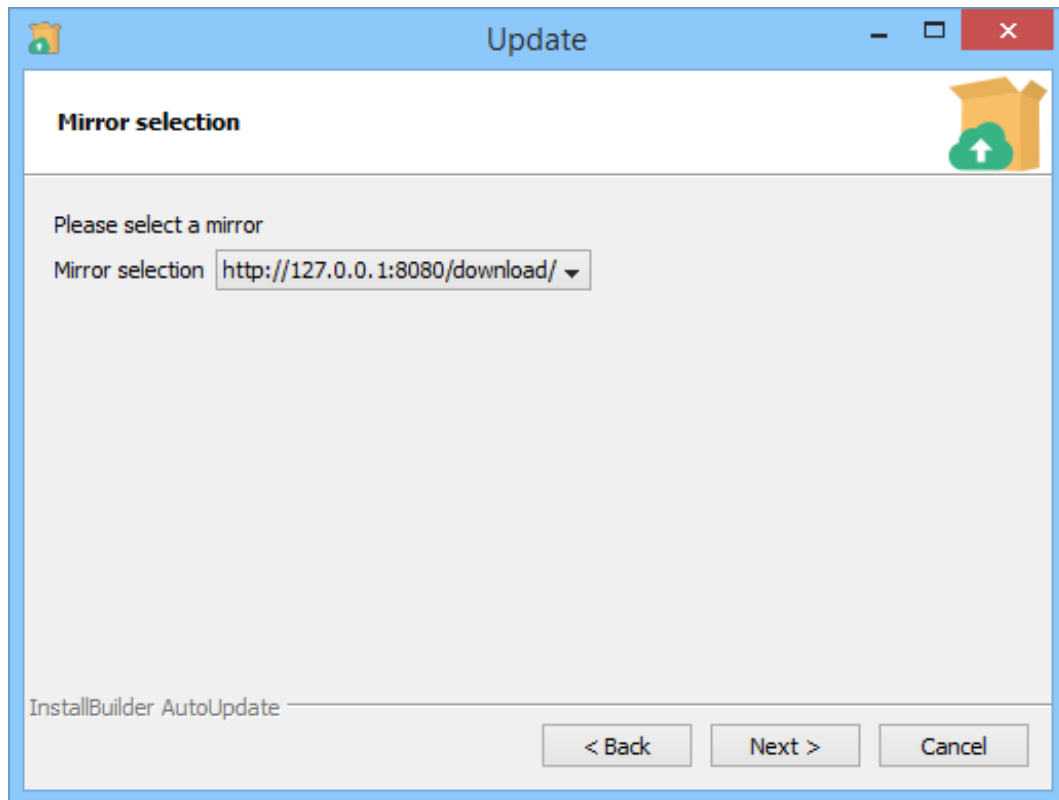 Update
Mirror selection
Please select a mirror
Mirror selection http://127.0.0.1:8080/download/
InstallBuilder AutoUpdate
< Back Next > Cancel